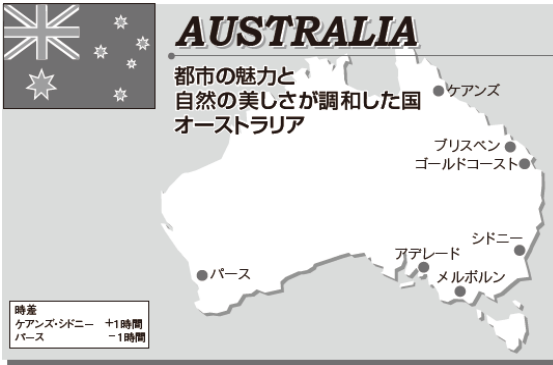 AUSTRALIA
都市の魅力と
自然の美しさが調和した国
オーストラリア
ケアンズ
ブリスベン
ゴールドコースト
シドニー
アデレード
メルボルン
パース
時差
ケアンズ・シドニー +1時間
パース −1時間